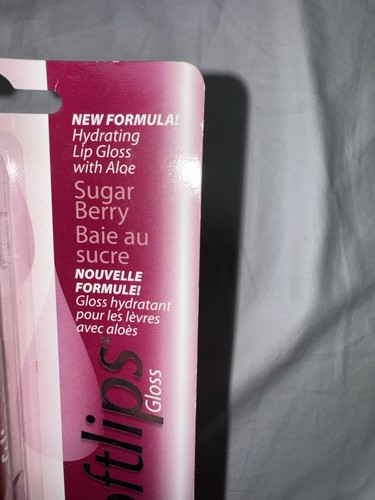 NEW FORMULA!
Hydrating
Lip Gloss
with Aloe
Sugar
Berry
Baie au
sucre
NOUVELLE
FORMULE!
Gloss hydratant
pour les lèvres
avec aloès
ftlips™
Gloss